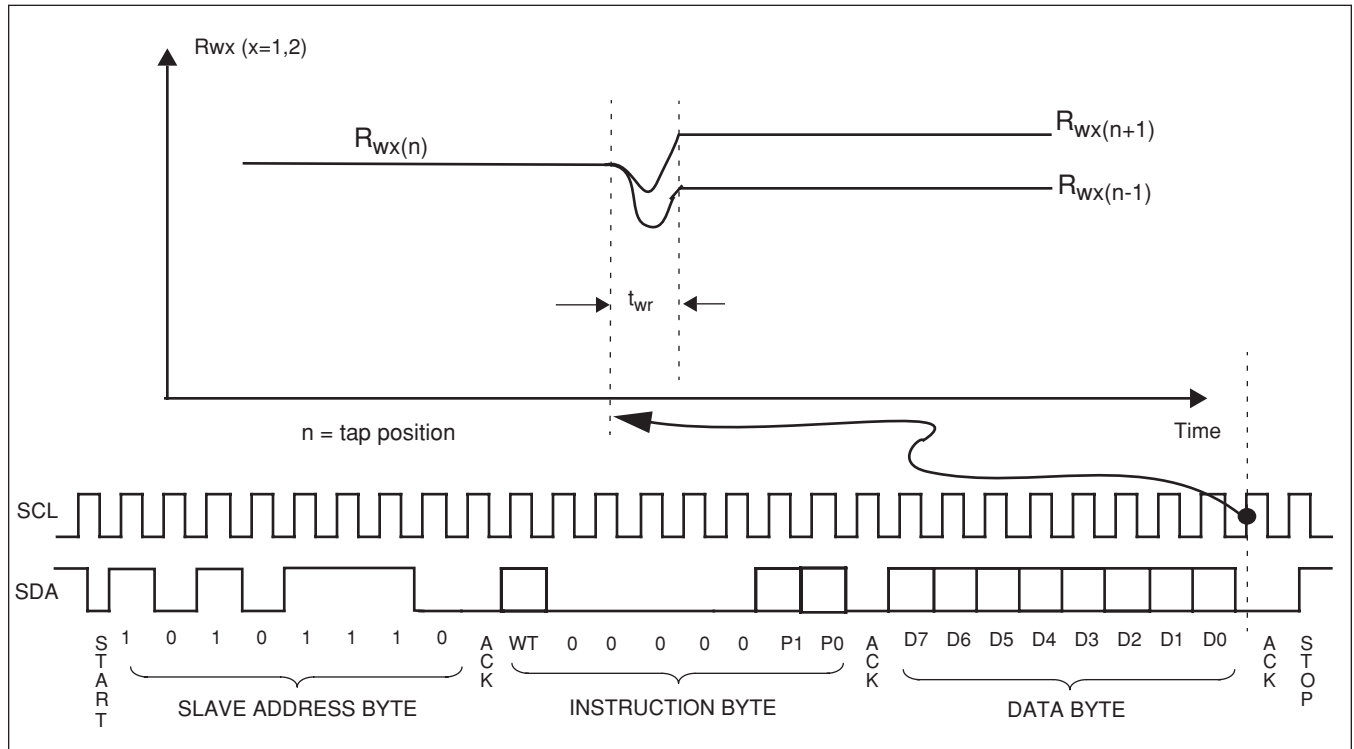 Rwx (x=1,2)
Rwx(n)
Rwx(n+1)
Rwx(n-1)
twr
n = tap position
Time
SCL
SDA
START 1 0 1 0 1 1 1 0 ACK WT 0 0 0 0 0 P1 P0 ACK D7 D6 D5 D4 D3 D2 D1 D0 ACK STOP
SLAVE ADDRESS BYTE INSTRUCTION BYTE DATA BYTE